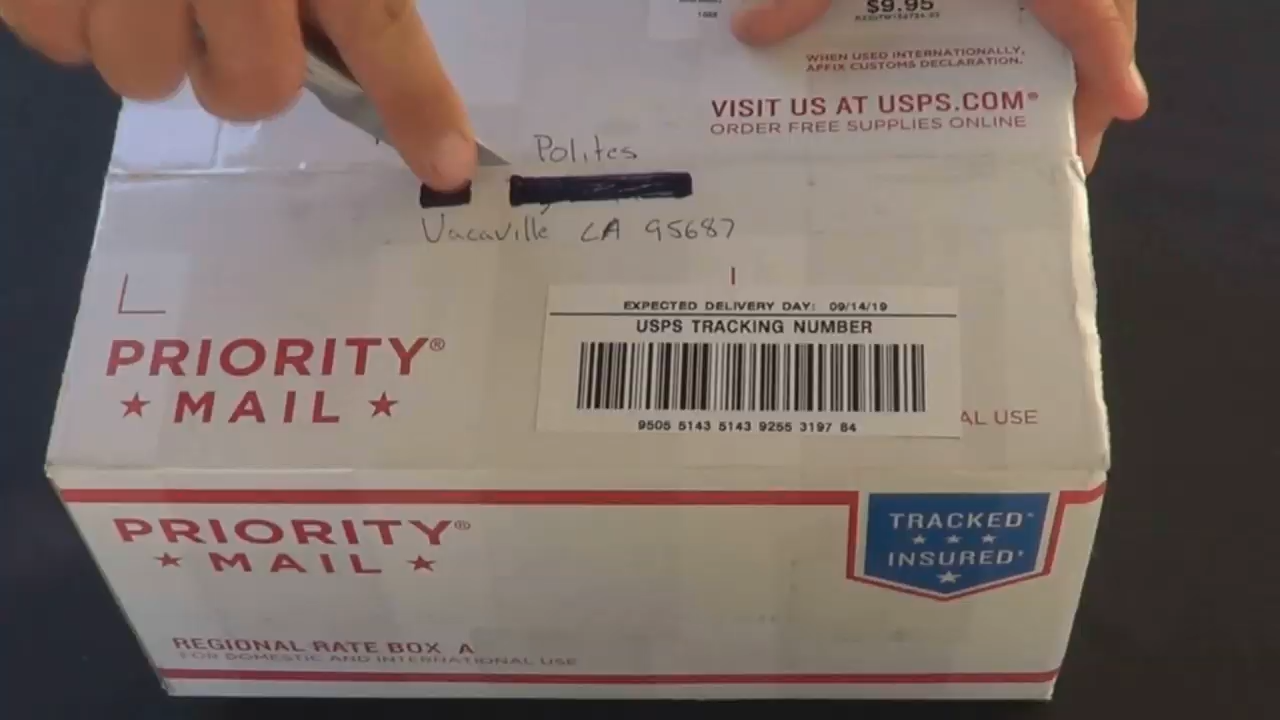 $9.95
WHEN USED INTERNATIONALLY,
AFFIX CUSTOMS DECLARATION.
VISIT US AT USPS.COM®
ORDER FREE SUPPLIES ONLINE
Polites
Vacaville CA 95687
EXPECTED DELIVERY DAY: 09/14/19
USPS TRACKING NUMBER
9505 5143 5143 9255 3197 84
AL USE
PRIORITY®
★ MAIL ★
PRIORITY®
★ MAIL ★
TRACKED
★ ★ ★
INSURED
★
REGIONAL RATE BOX A
FOR DOMESTIC AND INTERNATIONAL USE